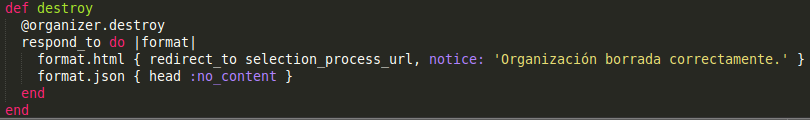 def destroy
  @organizer.destroy
  respond_to do |format|
    format.html { redirect_to selection_process_url, notice: 'Organización borrada correctamente.' }
    format.json { head :no_content }
  end
end